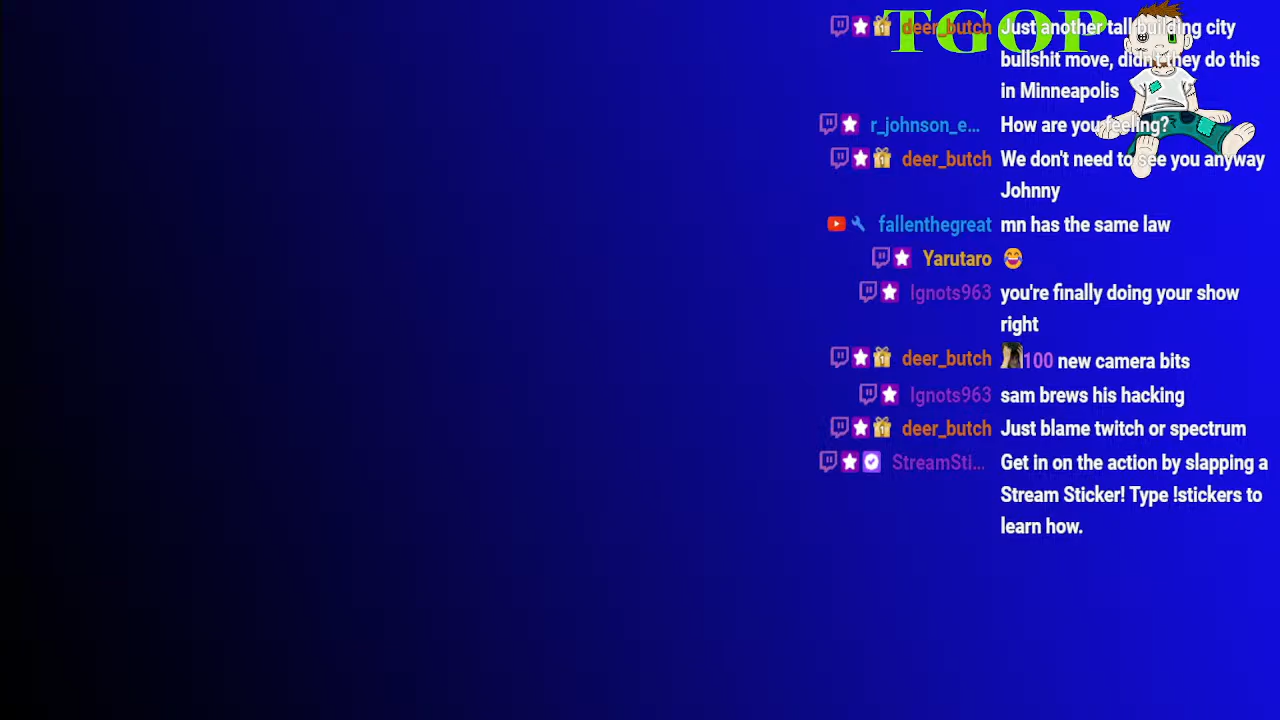 TGOP
deer_butch Just another tall building city
bullshit move, didn't they do this
in Minneapolis
r_johnson_e... How are you feeling?
deer_butch We don't need to see you anyway
Johnny
fallenthegreat mn has the same law
Yarutaro 😂
Ignots963 you're finally doing your show
right
deer_butch 100 new camera bits
Ignots963 sam brews his hacking
deer_butch Just blame twitch or spectrum
StreamSti... Get in on the action by slapping a
Stream Sticker! Type !stickers to
learn how.